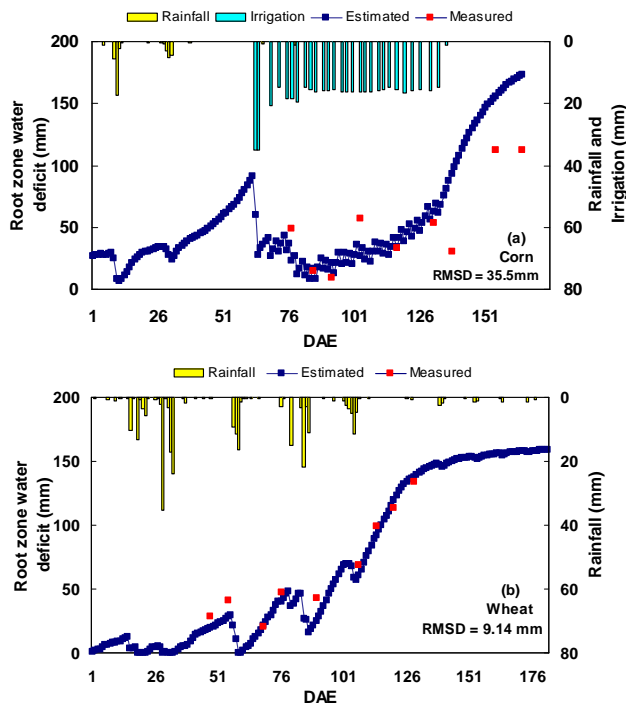 Rainfall Irrigation Estimated Measured
200 0
150 20
100 40
50 60
0 80
Root zone water
deficit (mm)
Rainfall and
Irrigation (mm)
(a)
Corn
RMSD = 35.5mm
1 26 51 76 101 126 151
DAE
Rainfall Estimated Measured
200 0
150 20
100 40
50 60
0 80
Root zone water
deficit (mm)
Rainfall (mm)
(b)
Wheat
RMSD = 9.14 mm
1 26 51 76 101 126 151 176
DAE